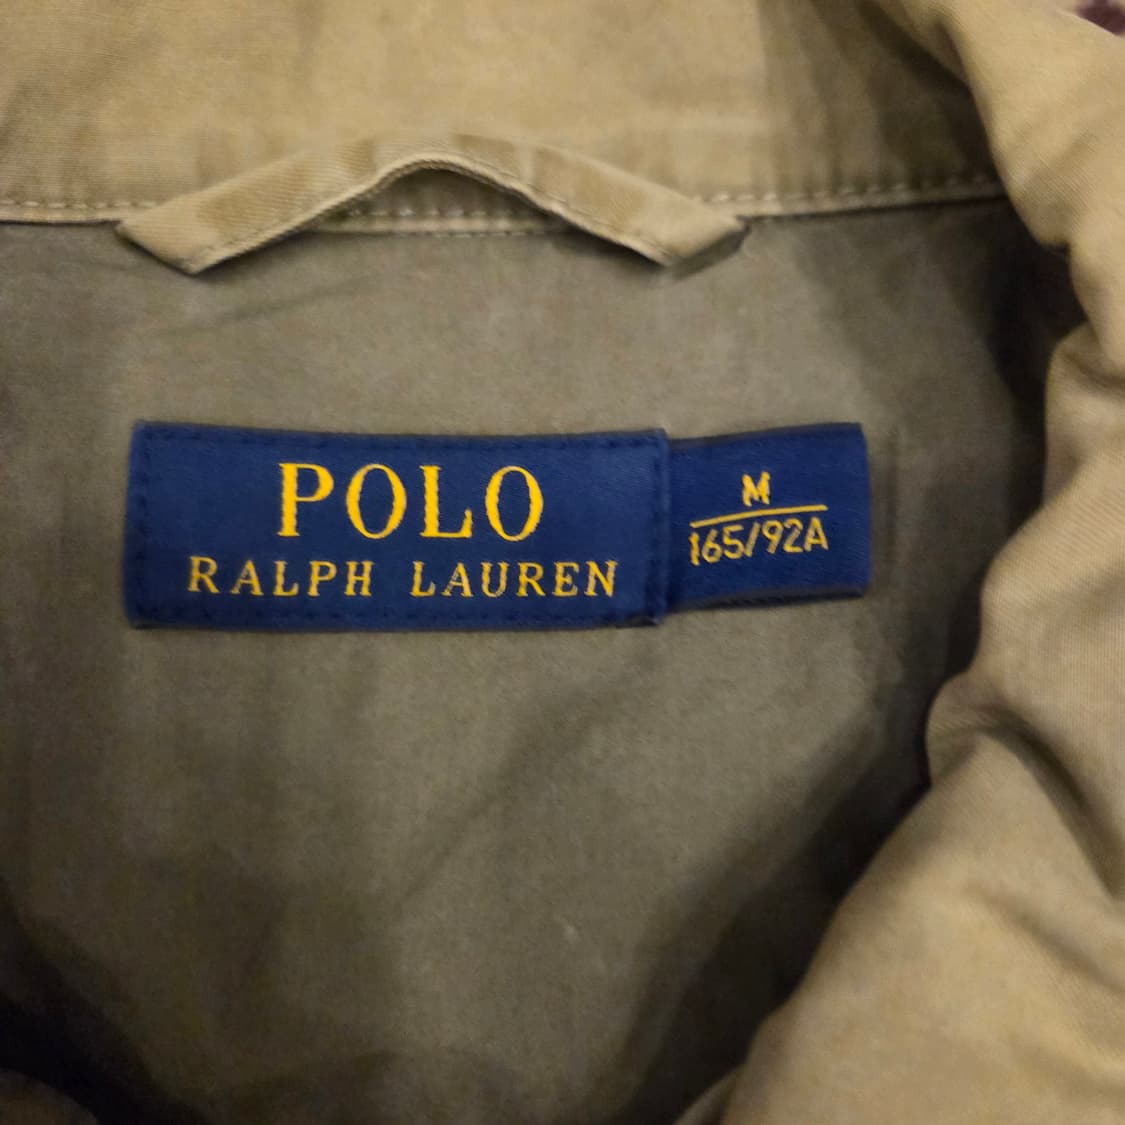 POLO
RALPH LAUREN
M
165/92A